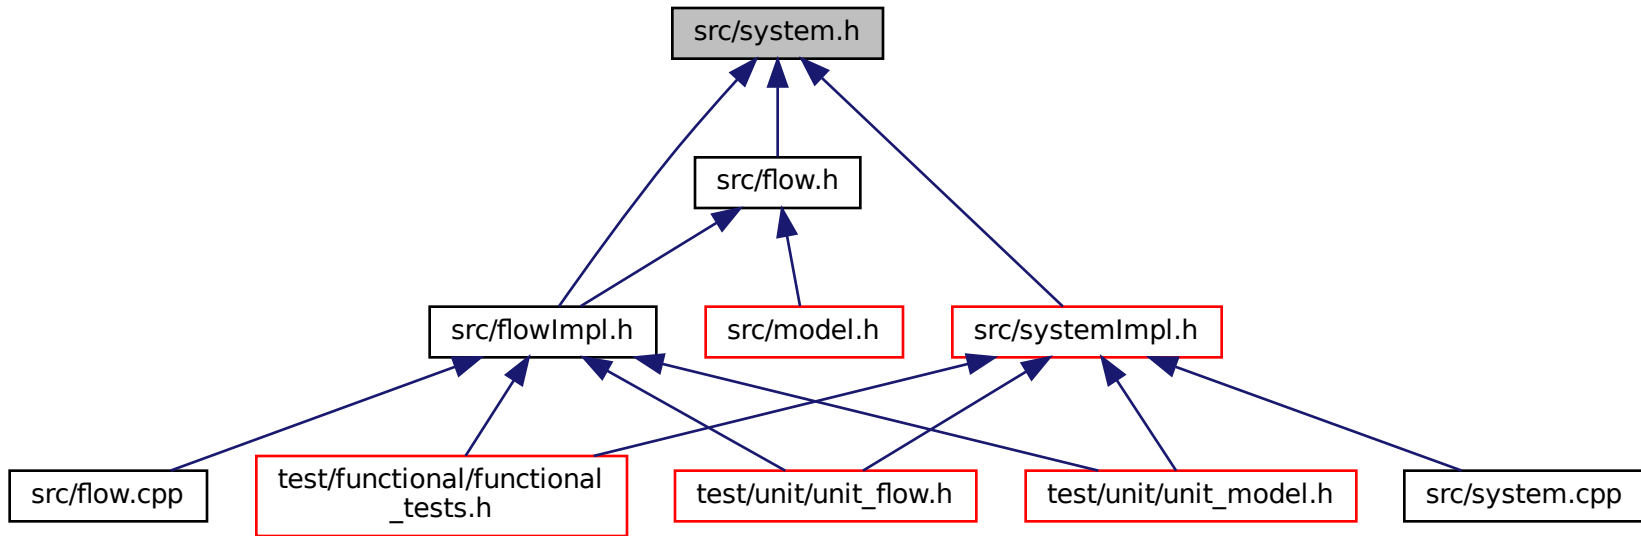 src/system.h
src/flow.h
src/flowImpl.h
src/model.h
src/systemImpl.h
src/flow.cpp
test/functional/functional
_tests.h
test/unit/unit_flow.h
test/unit/unit_model.h
src/system.cpp